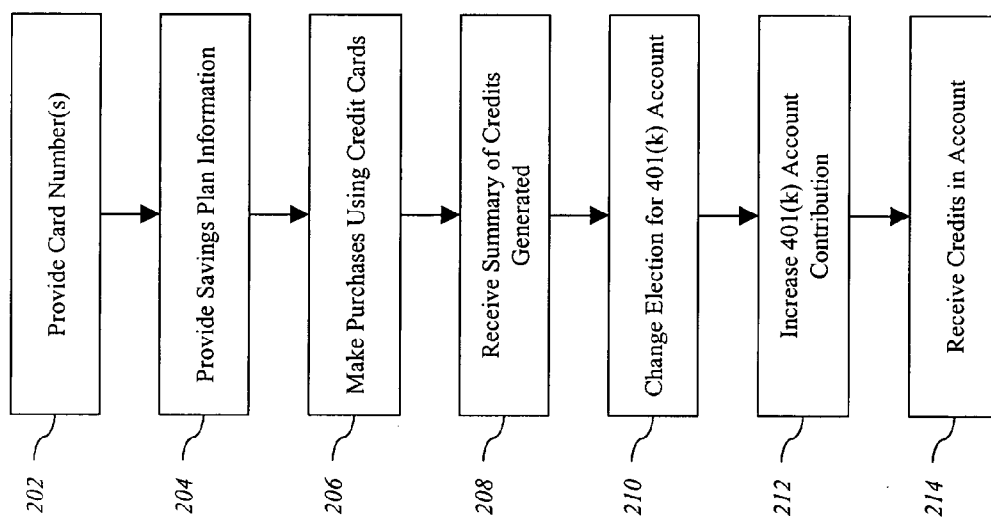 202
Provide Card Number(s)
204
Provide Savings Plan Information
206
Make Purchases Using Credit Cards
208
Receive Summary of Credits
Generated
210
Change Election for 401(k) Account
212
Increase 401(k) Account
Contribution
214
Receive Credits in Account